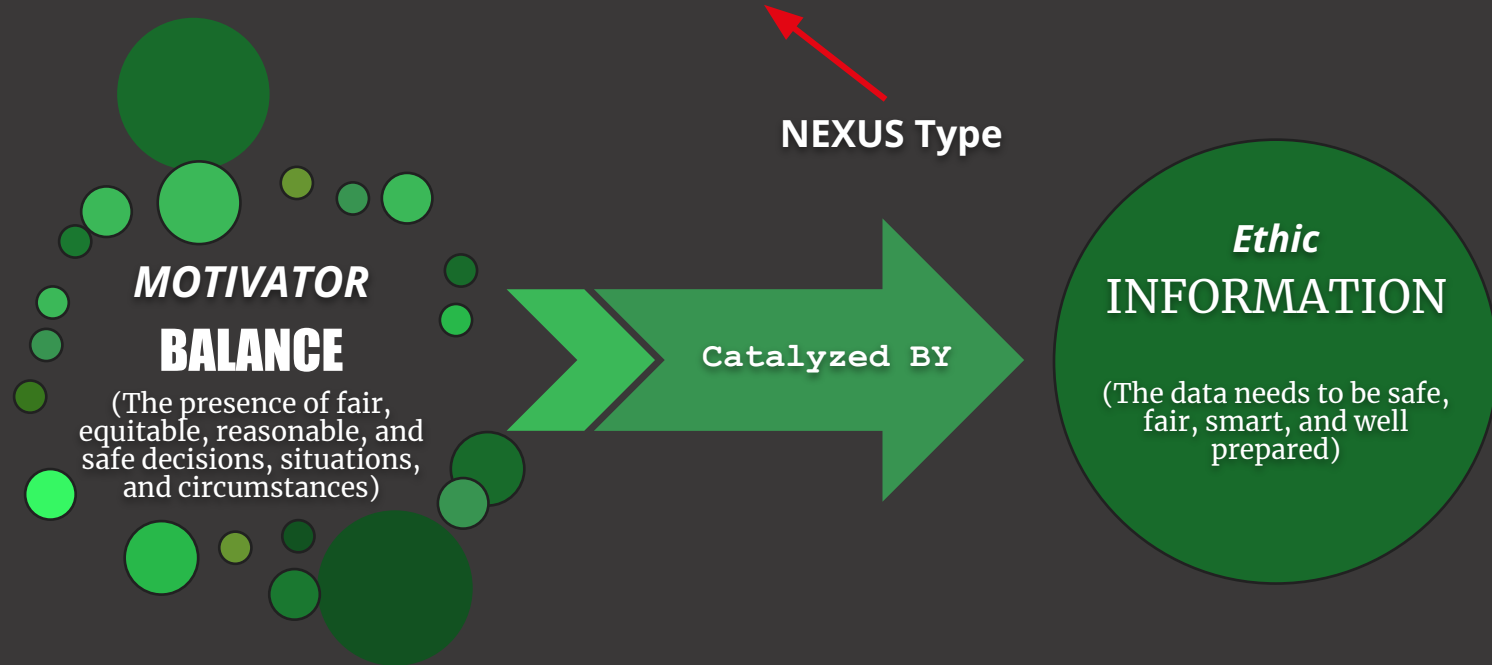 NEXUS Type
MOTIVATOR
BALANCE
(The presence of fair,
equitable, reasonable, and
safe decisions, situations,
and circumstances)
Catalyzed BY
Ethic
INFORMATION
(The data needs to be safe,
fair, smart, and well
prepared)